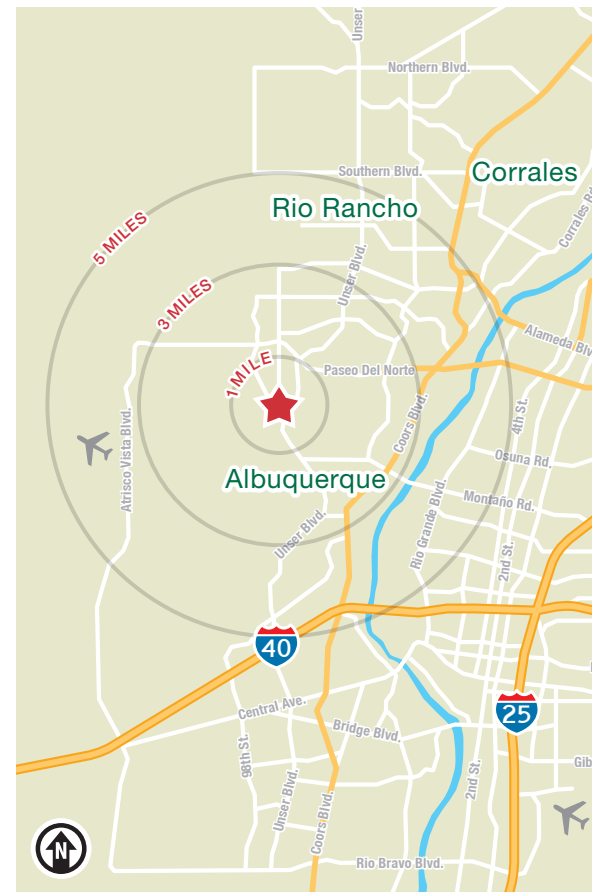 Unser
Northern Blvd.
Southern Blvd.
Corrales
Rio Rancho
Corrales Rd
5 MILES
3 MILES
Unser Blvd.
Alameda Blv
1 MILE
Paseo Del Norte
4th St.
Coors Blvd.
Atrisco Vista Blvd.
Osuna Rd.
Albuquerque
Montaño Rd.
Rio Grande Blvd.
Unser Blvd.
2nd St.
40
Central Ave.
25
Bridge Blvd.
98th St.
Gib
2nd St.
Unser Blvd.
Coors Blvd.
N
Rio Bravo Blvd.